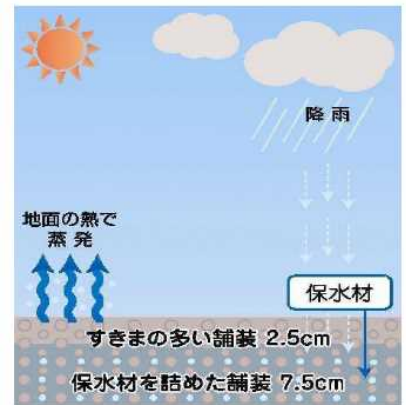 降雨
地面の熱で
蒸発
保水材
すきまの多い舗装 2.5cm
保水材を詰めた舗装 7.5cm